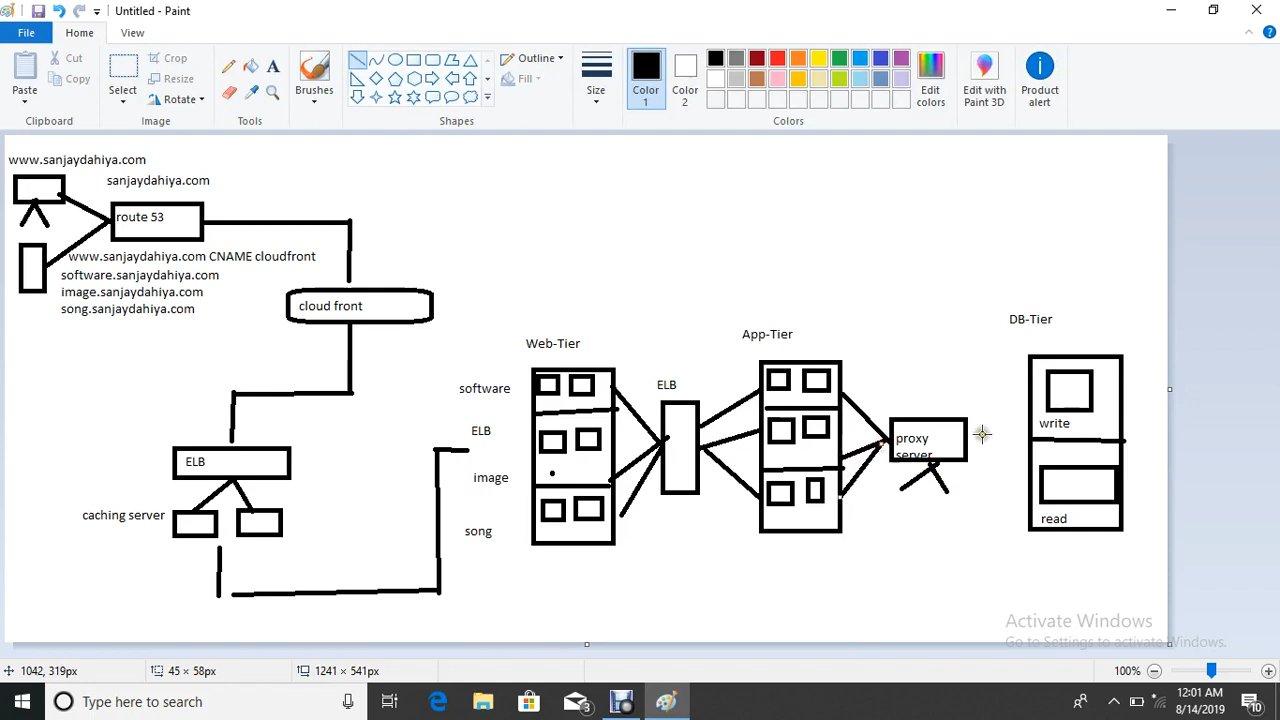 Untitled - Paint
File
Home
View
Paste
Cut
Copy
Clipboard
Select
Crop
Resize
Rotate
Image
Tools
Brushes
Outline
Fill
Shapes
Size
Color 1
Color 2
Edit colors
Colors
Edit with Paint 3D
Product alert
www.sanjaydahiya.com
sanjaydahiya.com
route 53
www.sanjaydahiya.com CNAME cloudfront
software.sanjaydahiya.com
image.sanjaydahiya.com
song.sanjaydahiya.com
cloud front
ELB
caching server
Web-Tier
software
ELB
image
song
ELB
App-Tier
proxy
server
DB-Tier
write
read
Activate Windows
Go to Settings to activate Windows.
1042, 319px
45 × 58px
1241 × 541px
100%
Type here to search
3
12:01 AM
8/14/2019
10